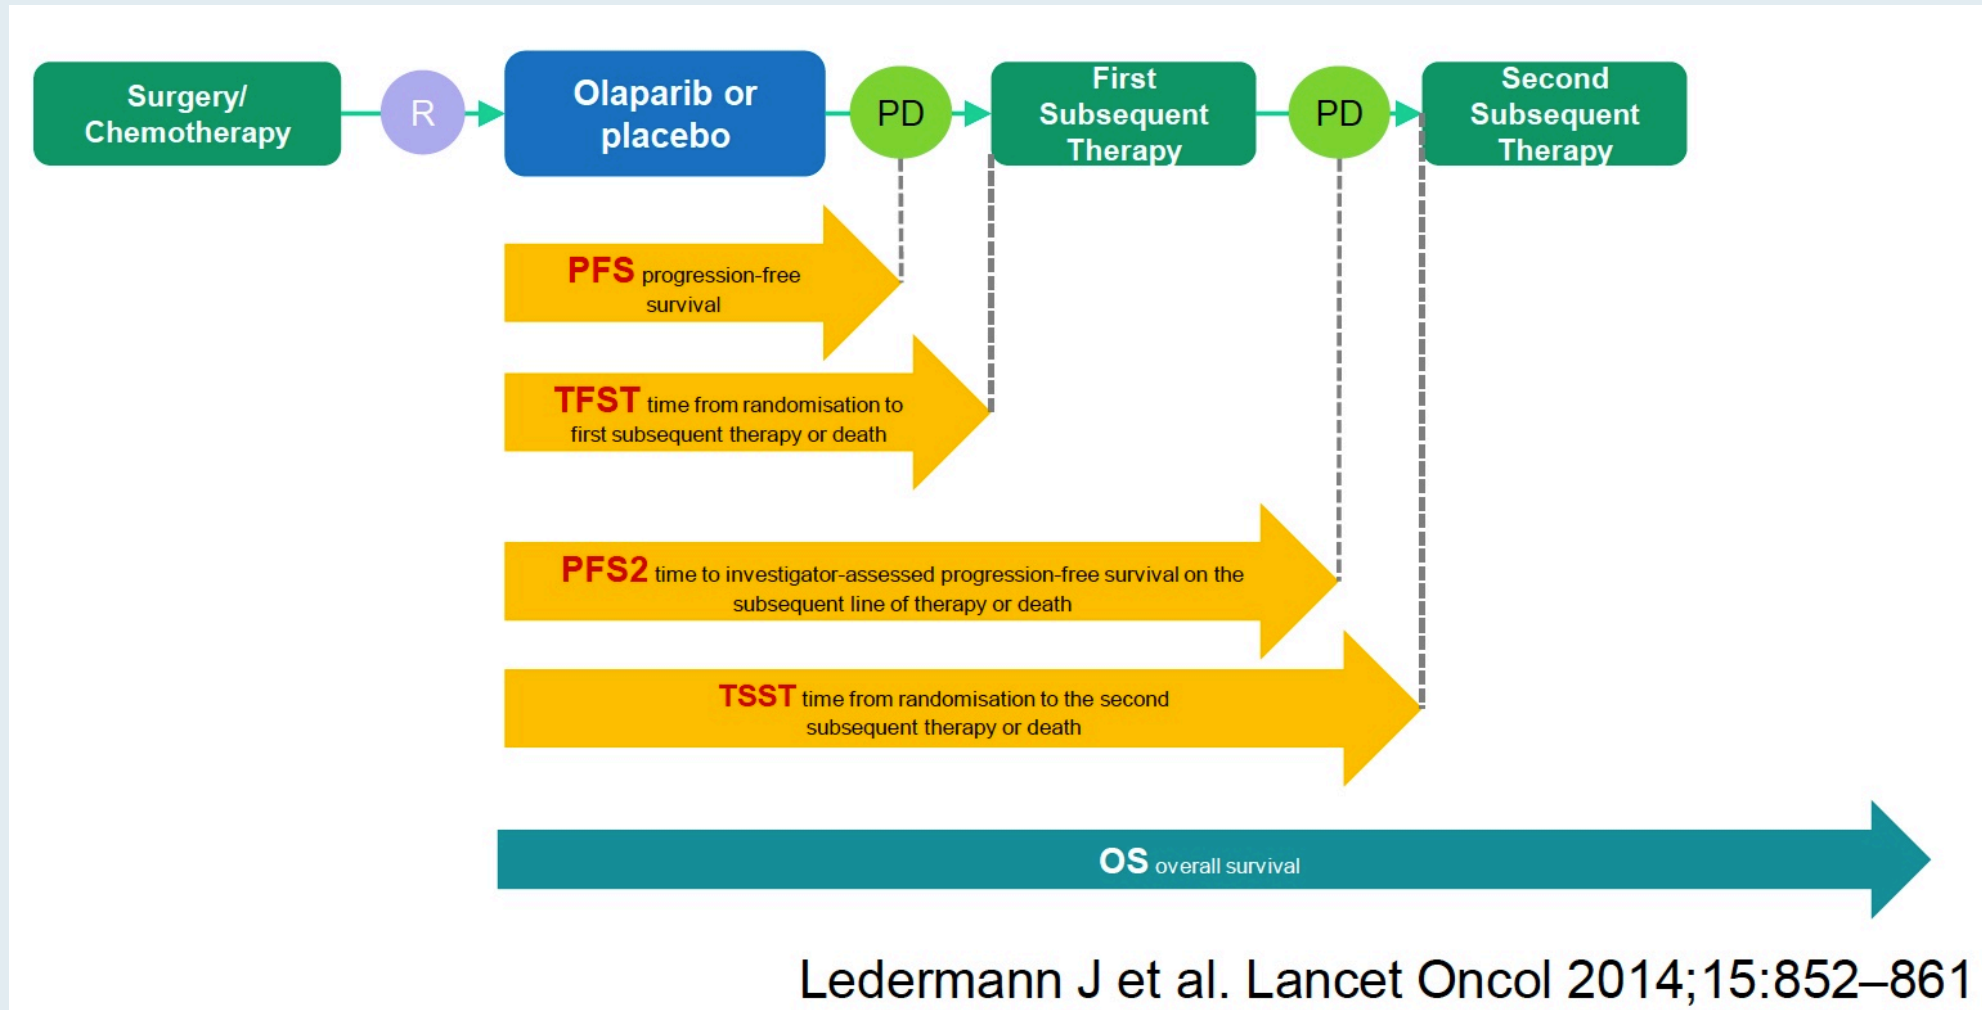 Surgery/
Chemotherapy
R
Olaparib or
placebo
PD
First
Subsequent
Therapy
PD
Second
Subsequent
Therapy
PFS progression-free
survival
TFST time from randomisation to
first subsequent therapy or death
PFS2 time to investigator-assessed progression-free survival on the
subsequent line of therapy or death
TSST time from randomisation to the second
subsequent therapy or death
OS overall survival
Ledermann J et al. Lancet Oncol 2014;15:852–861